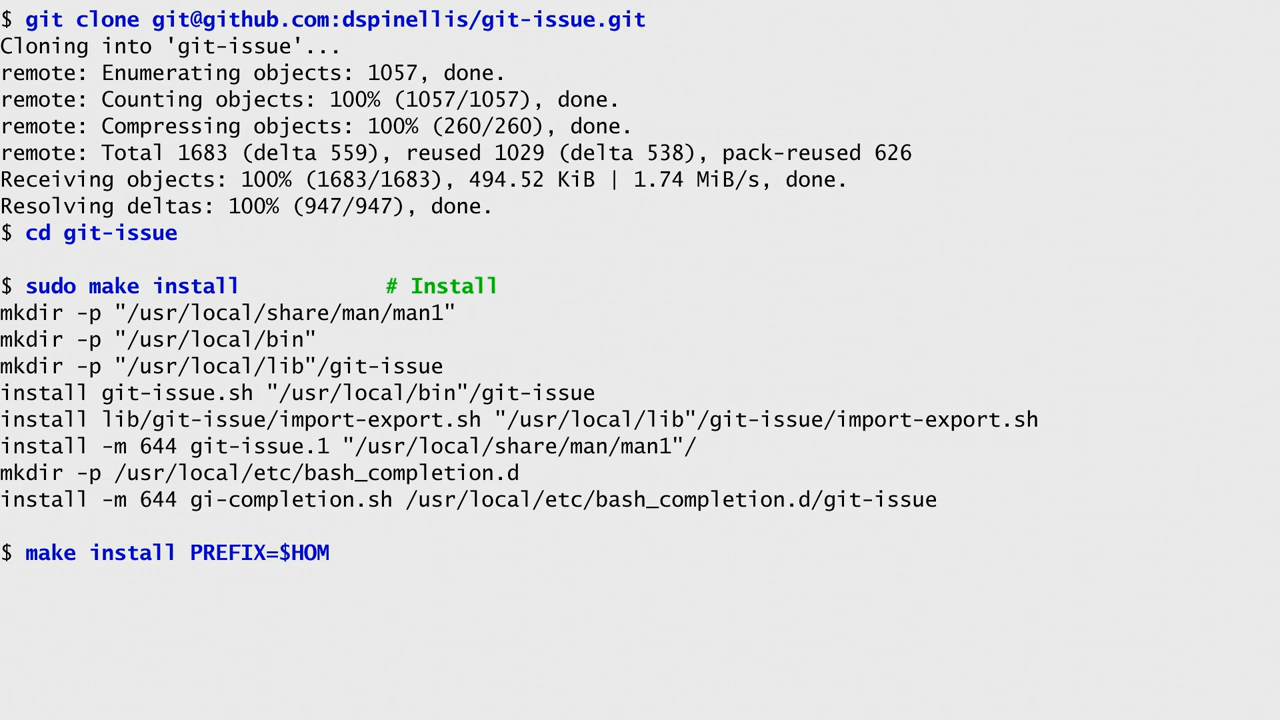 $ git clone git@github.com:dspinellis/git-issue.git
Cloning into 'git-issue'...
remote: Enumerating objects: 1057, done.
remote: Counting objects: 100% (1057/1057), done.
remote: Compressing objects: 100% (260/260), done.
remote: Total 1683 (delta 559), reused 1029 (delta 538), pack-reused 626
Receiving objects: 100% (1683/1683), 494.52 KiB | 1.74 MiB/s, done.
Resolving deltas: 100% (947/947), done.
$ cd git-issue
$ sudo make install # Install
mkdir -p "/usr/local/share/man/man1"
mkdir -p "/usr/local/bin"
mkdir -p "/usr/local/lib"/git-issue
install git-issue.sh "/usr/local/bin"/git-issue
install lib/git-issue/import-export.sh "/usr/local/lib"/git-issue/import-export.sh
install -m 644 git-issue.1 "/usr/local/share/man/man1"/
mkdir -p /usr/local/etc/bash_completion.d
install -m 644 gi-completion.sh /usr/local/etc/bash_completion.d/git-issue
$ make install PREFIX=$HOM